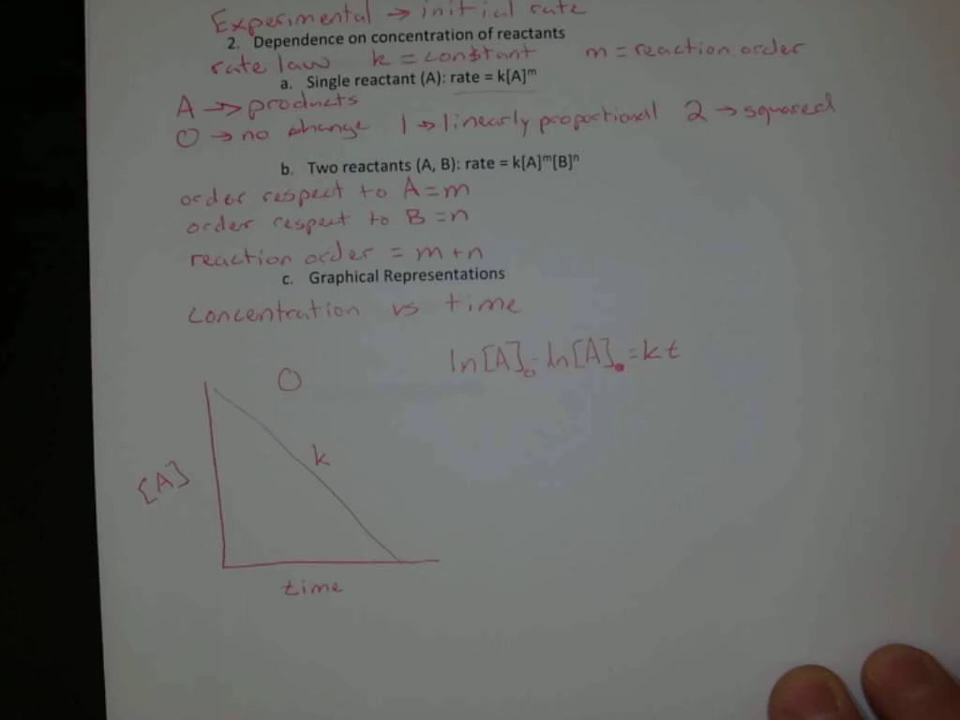 Experimental → initial rate
2. Dependence on concentration of reactants
rate law k = constant m = reaction order
a. Single reactant (A): rate = k[A]ᵐ
A → products
0 → no change 1 → linearly proportional 2 → squared
b. Two reactants (A, B): rate = k[A]ᵐ[B]ⁿ
order respect to A = m
order respect to B = n
reaction order = m + n
c. Graphical Representations
concentration vs time
ln[A]₀ - ln[A] = kt
0
k
[A]
time